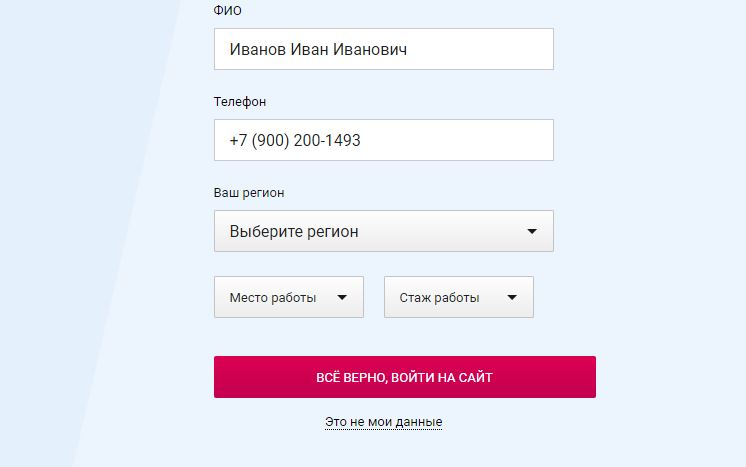 ФИО
Иванов Иван Иванович
Телефон
+7 (900) 200-1493
Ваш регион
Выберите регион
Место работы
Стаж работы
ВСЁ ВЕРНО, ВОЙТИ НА САЙТ
Это не мои данные